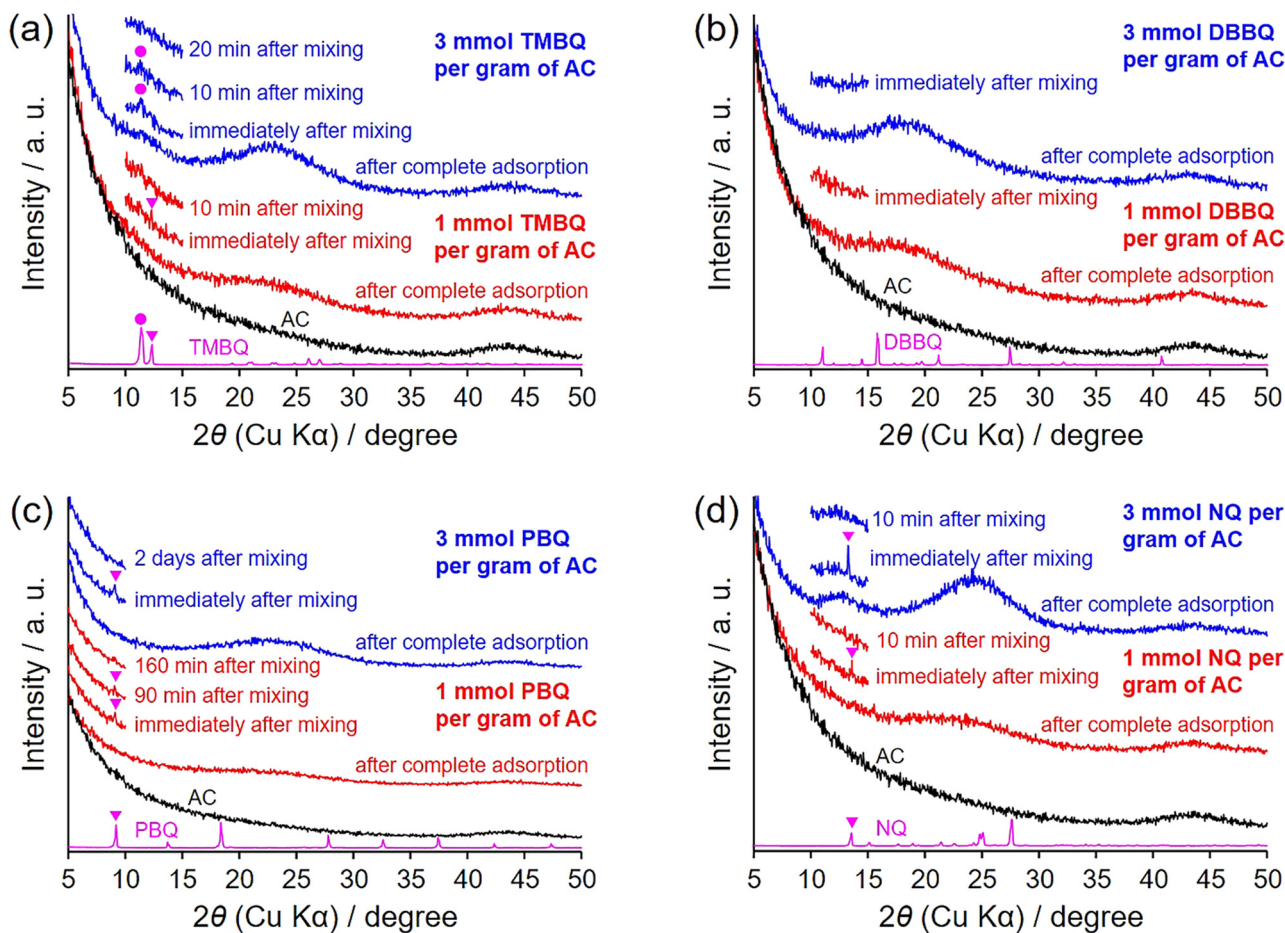 (a)
20 min after mixing
3 mmol TMBQ
per gram of AC
10 min after mixing
immediately after mixing
after complete adsorption
10 min after mixing
1 mmol TMBQ
per gram of AC
immediately after mixing
after complete adsorption
AC
TMBQ
Intensity / a. u.
5 10 15 20 25 30 35 40 45 50
2θ (Cu Kα) / degree
(b)
3 mmol DBBQ
per gram of AC
immediately after mixing
after complete adsorption
immediately after mixing
1 mmol DBBQ
per gram of AC
after complete adsorption
AC
DBBQ
Intensity / a. u.
5 10 15 20 25 30 35 40 45 50
2θ (Cu Kα) / degree
(c)
2 days after mixing
3 mmol PBQ
per gram of AC
immediately after mixing
after complete adsorption
160 min after mixing
90 min after mixing
1 mmol PBQ
per gram of AC
immediately after mixing
after complete adsorption
AC
PBQ
Intensity / a. u.
5 10 15 20 25 30 35 40 45 50
2θ (Cu Kα) / degree
(d)
10 min after mixing
3 mmol NQ per
gram of AC
immediately after mixing
after complete adsorption
10 min after mixing
1 mmol NQ per
gram of AC
immediately after mixing
after complete adsorption
AC
NQ
Intensity / a. u.
5 10 15 20 25 30 35 40 45 50
2θ (Cu Kα) / degree